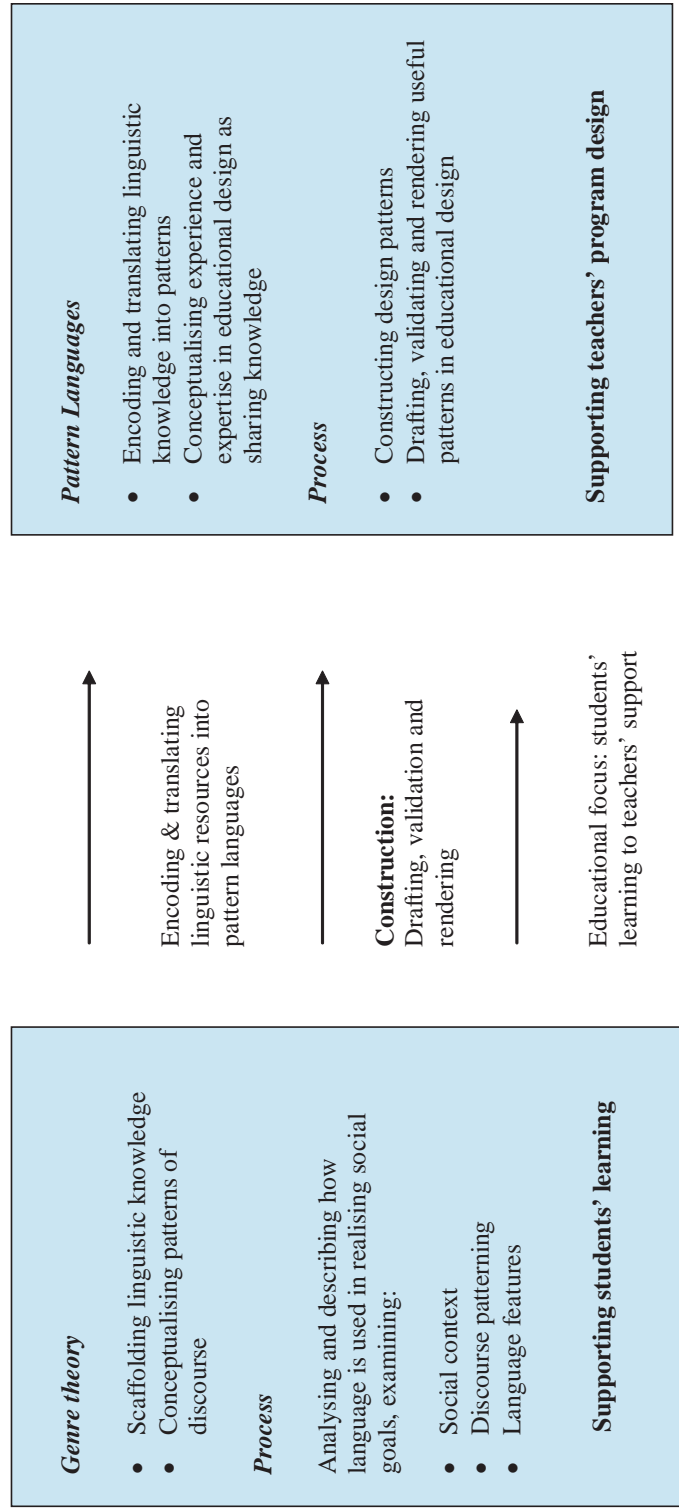 Genre theory
• Scaffolding linguistic knowledge
• Conceptualising patterns of
discourse
Process
Analysing and describing how
language is used in realising social
goals, examining:
• Social context
• Discourse patterning
• Language features
Supporting students’ learning
Encoding & translating
linguistic resources into
pattern languages
Construction:
Drafting, validation and
rendering
Educational focus: students’
learning to teachers’ support
Pattern Languages
• Encoding and translating linguistic
knowledge into patterns
• Conceptualising experience and
expertise in educational design as
sharing knowledge
Process
• Constructing design patterns
• Drafting, validating and rendering useful
patterns in educational design
Supporting teachers’ program design